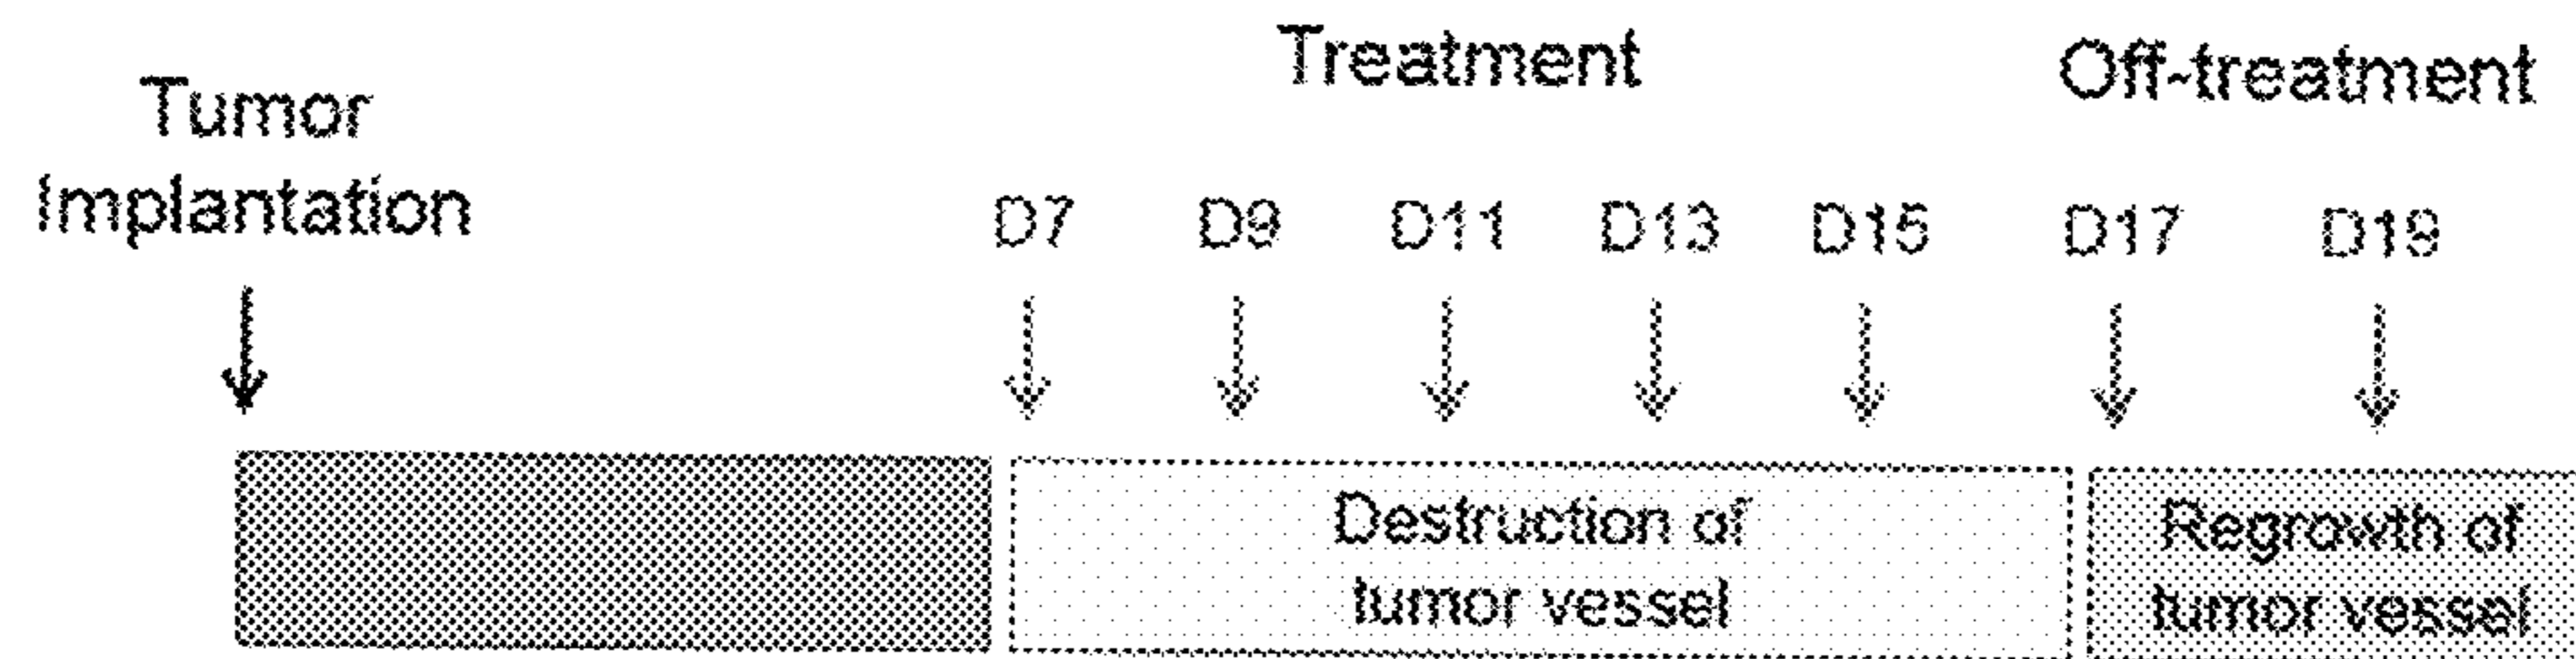 Tumor
Implantation
Treatment
Off-treatment
D7 D9 D11 D13 D15 D17 D19
Destruction of
tumor vessel
Regrowth of
tumor vessel